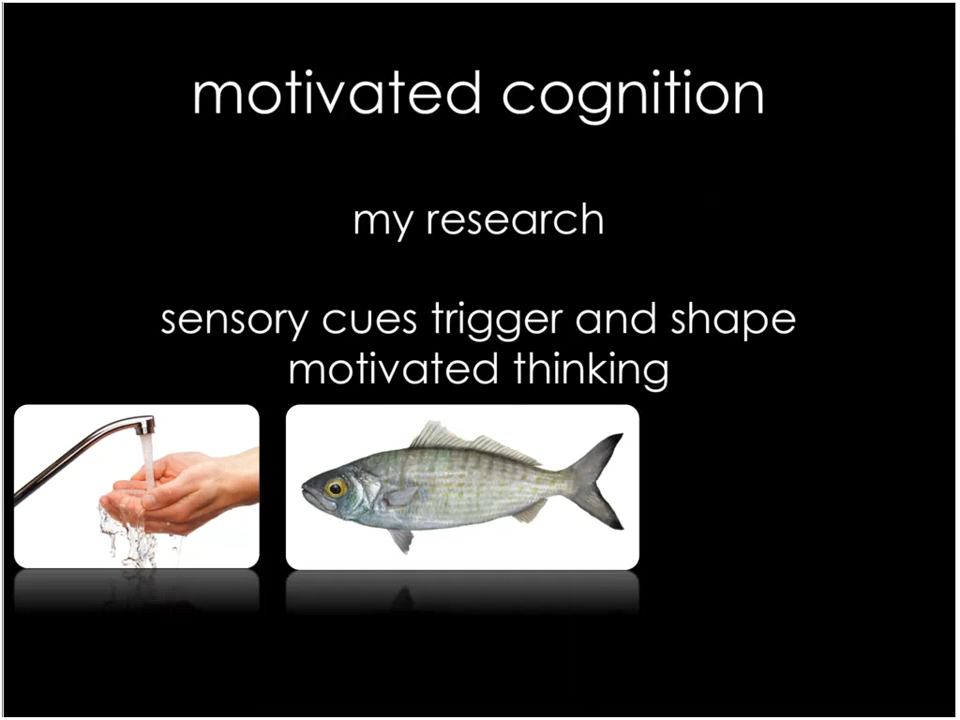 motivated cognition
my research
sensory cues trigger and shape
motivated thinking